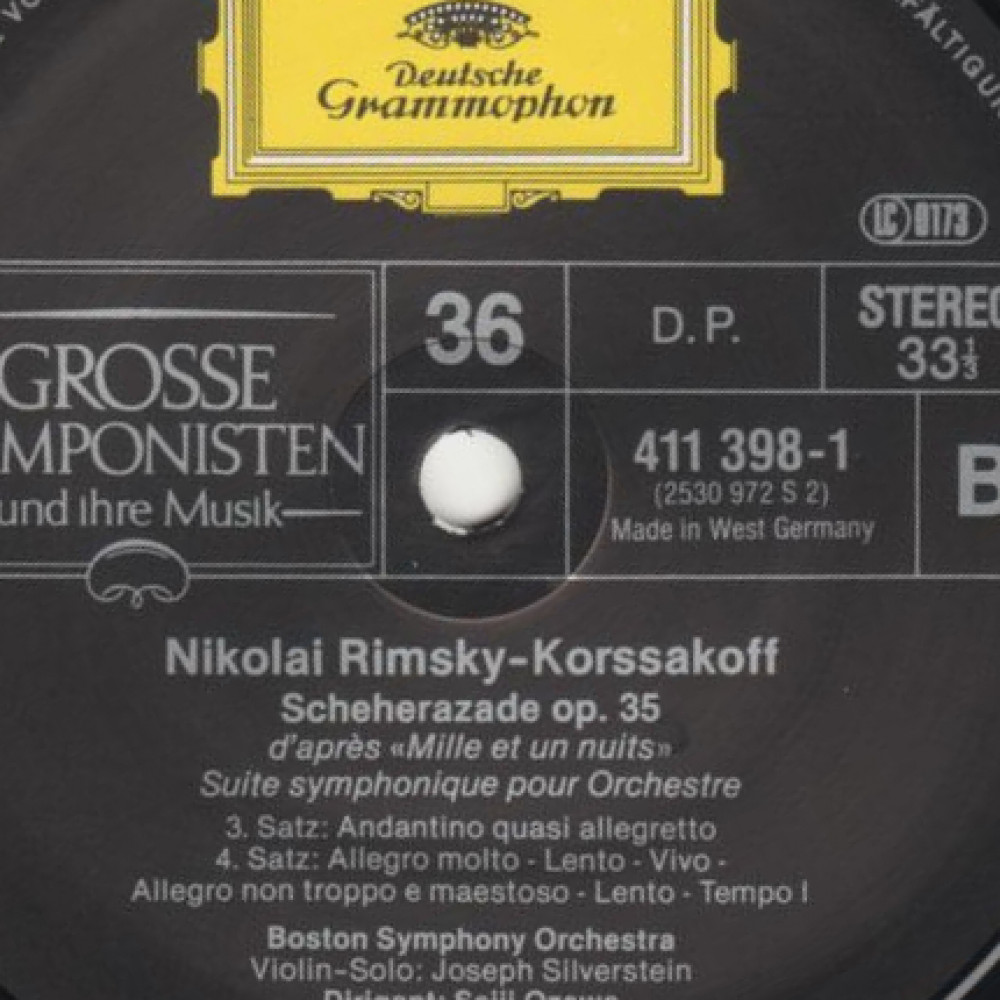 Deutsche
Grammophon
LC 0173
36
D.P.
STEREO
33⅓
GROSSE
MPONISTEN
und ihre Musik
411 398-1
(2530 972 S 2)
Made in West Germany
B
Nikolai Rimsky-Korssakoff
Scheherazade op. 35
d'après «Mille et un nuits»
Suite symphonique pour Orchestre
3. Satz: Andantino quasi allegretto
4. Satz: Allegro molto - Lento - Vivo -
Allegro non troppo e maestoso - Lento - Tempo I
Boston Symphony Orchestra
Violin-Solo: Joseph Silverstein
Dirigent: Seiji Ozawa